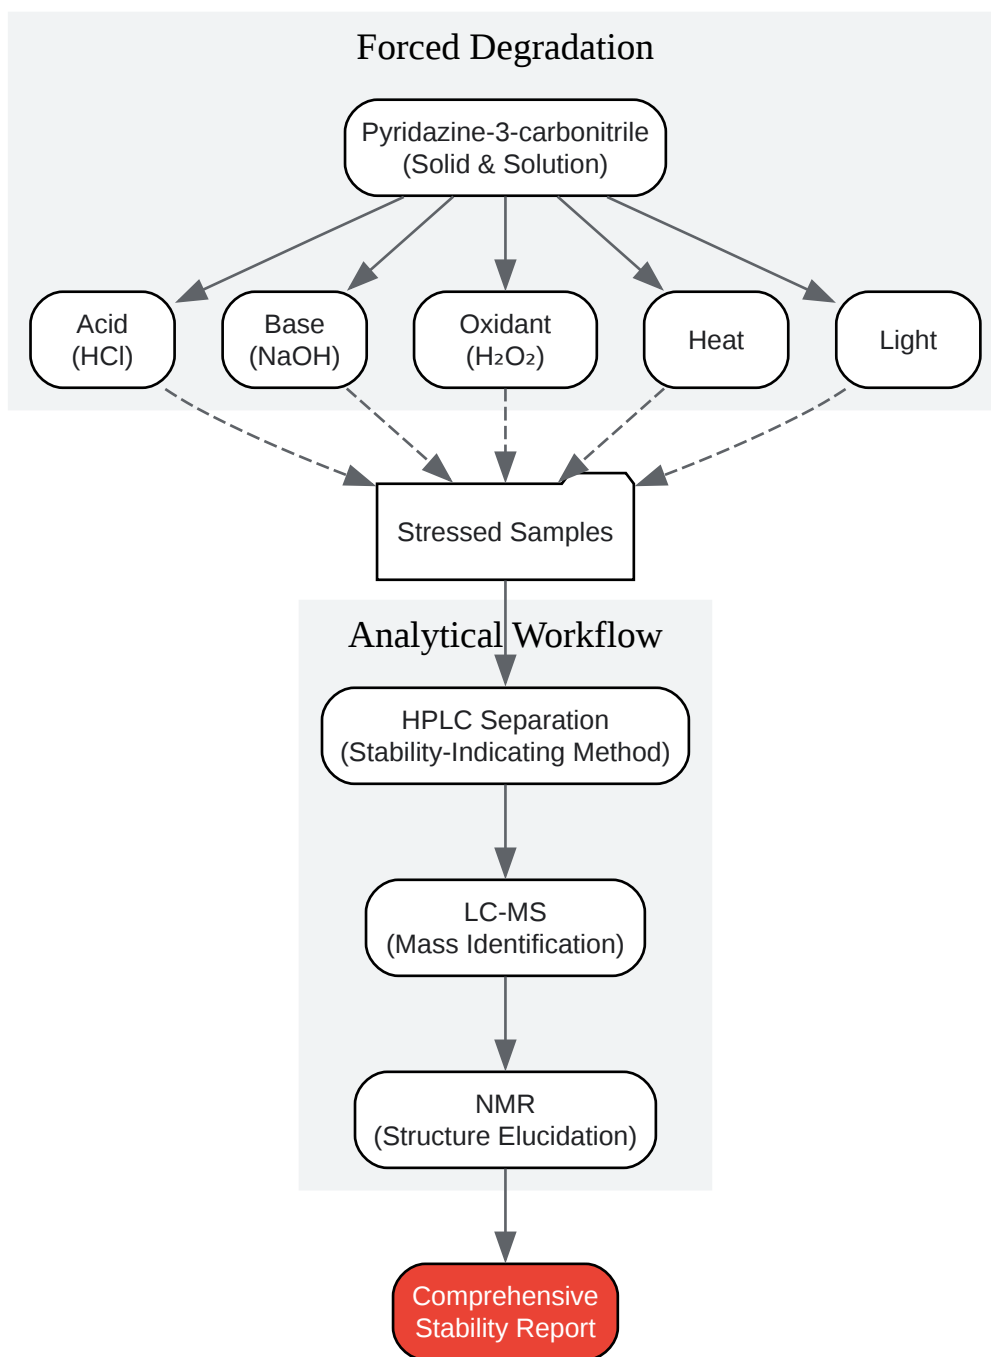 Forced Degradation
Pyridazine-3-carbonitrile
(Solid & Solution)
Acid
(HCl)
Base
(NaOH)
Oxidant
(H₂O₂)
Heat
Light
Stressed Samples
Analytical Workflow
HPLC Separation
(Stability-Indicating Method)
LC-MS
(Mass Identification)
NMR
(Structure Elucidation)
Comprehensive
Stability Report